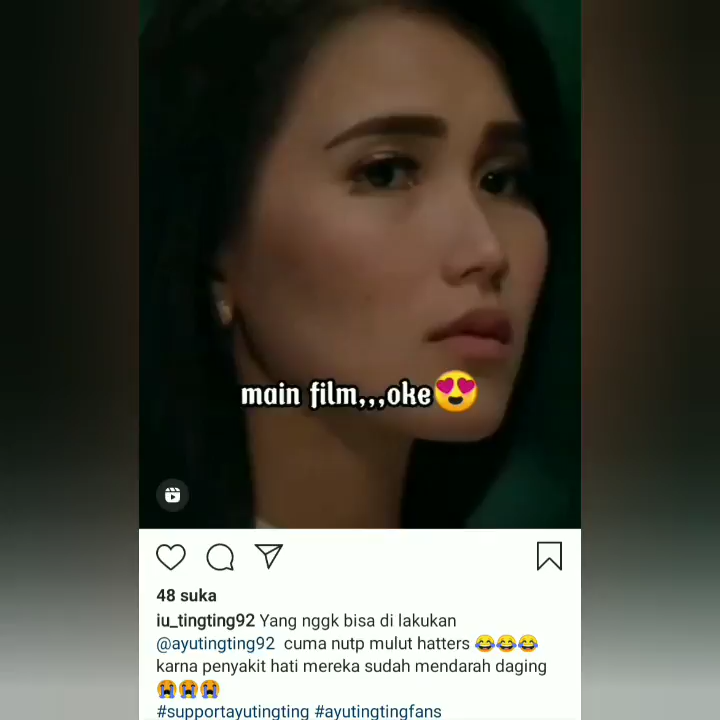 main film,,,oke😍
48 suka
iu_tingting92 Yang nggk bisa di lakukan
@ayutingting92 cuma nutp mulut hatters 😂😂😂
karna penyakit hati mereka sudah mendarah daging
😭😭😭
#supportayutingting #ayutingtingfans